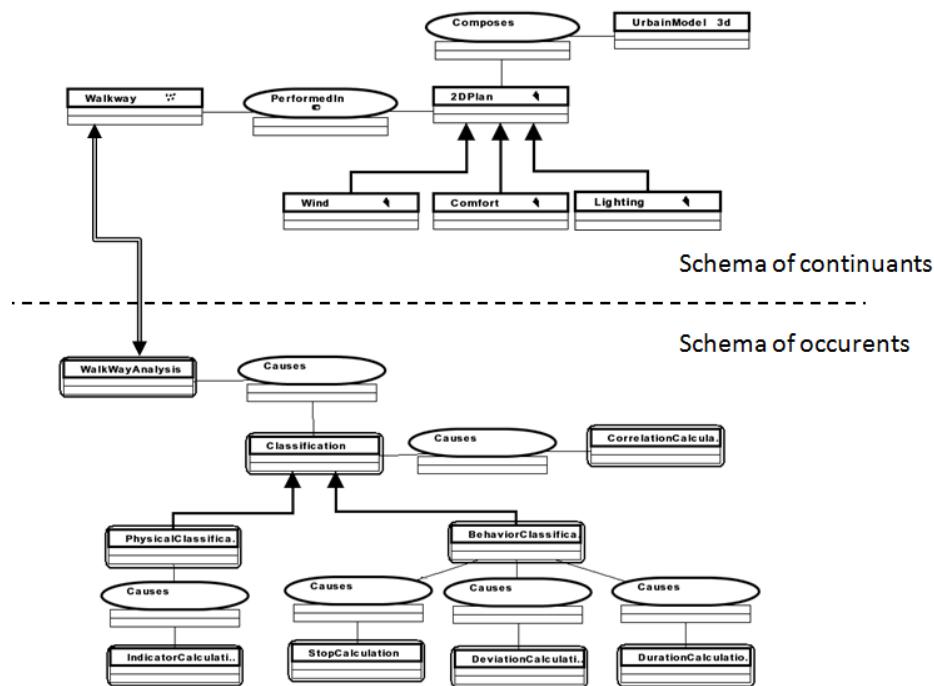 Composes
UrbainModel 3d
Walkway
PerformedIn
2DPlan
Wind
Comfort
Lighting
Schema of continuants
Schema of occurents
WalkWayAnalysis
Causes
Classification
Causes
CorrelationCalcula.
PhysicalClassifica.
BehaviorClassifica.
Causes
Causes
Causes
Causes
IndicatorCalculati..
StopCalculation
DeviationCalculati..
DurationCalculatio..